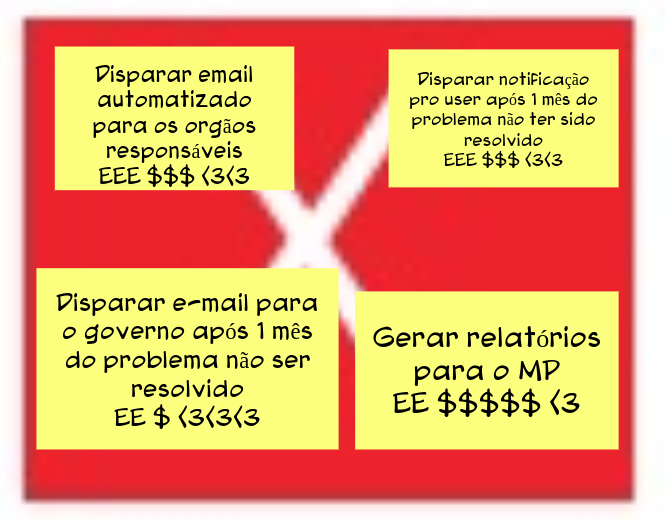 Disparar email
automatizado
para os orgãos
responsáveis
EEE $$$ <3<3
Disparar notificação
pro user após 1 mês do
problema não ter sido
resolvido
EEE $$$ <3<3
Disparar e-mail para
o governo após 1 mês
do problema não ser
resolvido
EE $ <3<3<3
Gerar relatórios
para o MP
EE $$$$$ <3